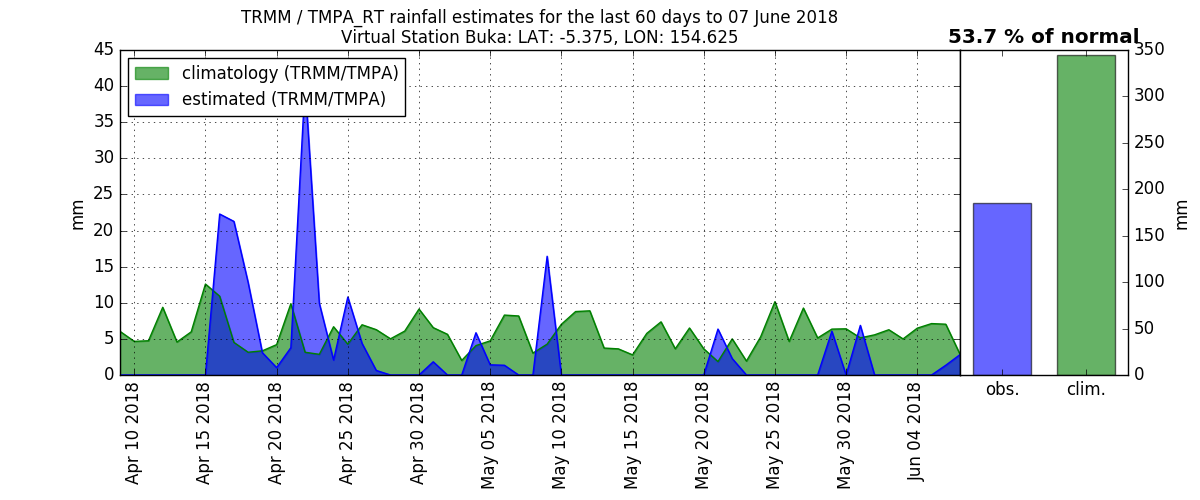 TRMM / TMPA_RT rainfall estimates for the last 60 days to 07 June 2018
Virtual Station Buka: LAT: -5.375, LON: 154.625
53.7 % of normal
climatology (TRMM/TMPA)
estimated (TRMM/TMPA)
45
40
35
30
25
20
15
10
5
0
mm
Apr 10 2018
Apr 15 2018
Apr 20 2018
Apr 25 2018
Apr 30 2018
May 05 2018
May 10 2018
May 15 2018
May 20 2018
May 25 2018
May 30 2018
Jun 04 2018
obs.
clim.
350
300
250
200
150
100
50
0
mm